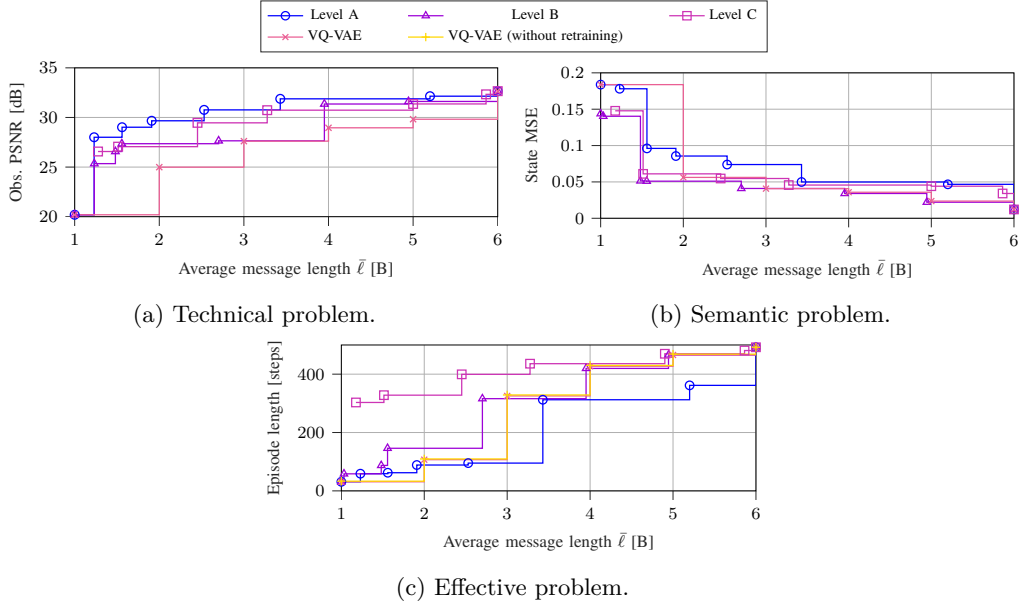 Level A Level B Level C
VQ-VAE VQ-VAE (without retraining)
Obs. PSNR [dB]
35
30
25
20
1 2 3 4 5 6
Average message length ℓ̄ [B]
(a) Technical problem.
State MSE
0.2
0.15
0.1
0.05
0
1 2 3 4 5 6
Average message length ℓ̄ [B]
(b) Semantic problem.
Episode length [steps]
400
200
0
1 2 3 4 5 6
Average message length ℓ̄ [B]
(c) Effective problem.